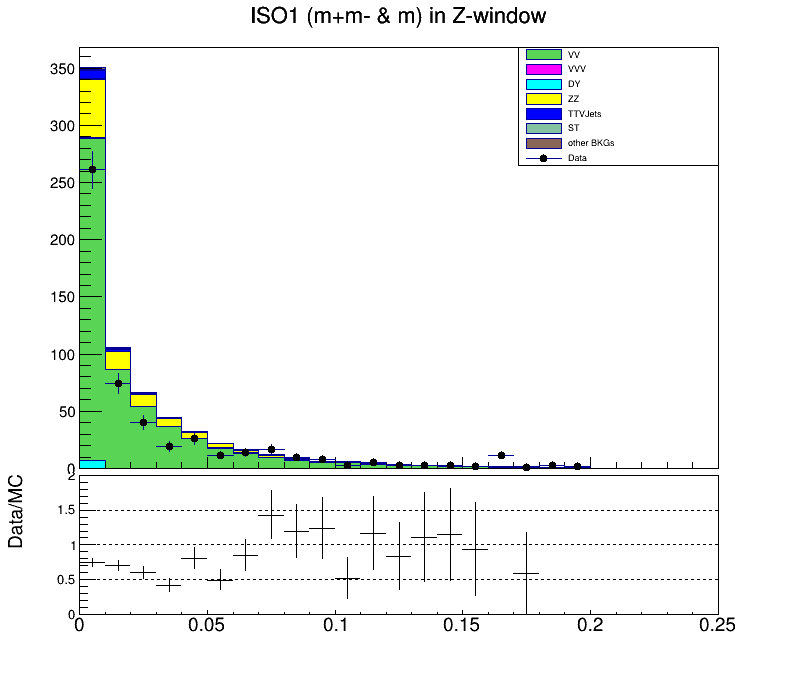 ISO1 (m+m- & m) in Z-window
VV
VVV
DY
ZZ
TTVJets
ST
other BKGs
Data
350
300
250
200
150
100
50
0
Data/MC
2
1.5
1
0.5
0
0 0.05 0.1 0.15 0.2 0.25